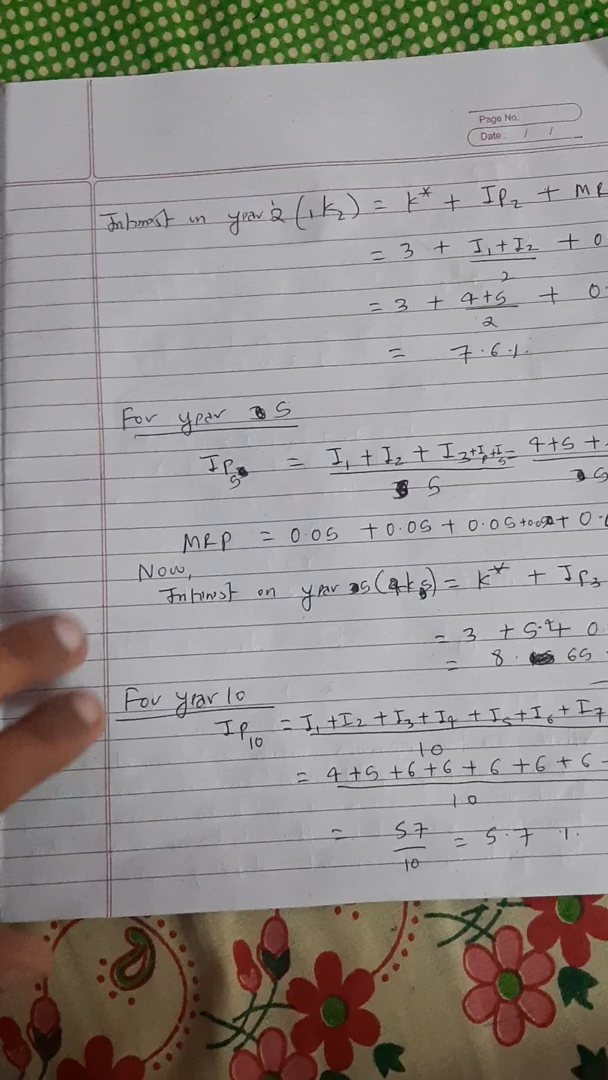 Page No.
Date: / /
Interest in year 2 (1k₂) = k* + IP₂ + MR
= 3 + I₁+I₂/2 + 0
= 3 + 4+5/2 + 0.
= 7.6%
For year 5
IP₅ = I₁ + I₂ + I₃+I₄+I₅/5 = 4+5+
MRP = 0.05 + 0.05 + 0.05+0.05+ 0.
Now,
Interest on year 5 (k₅) = k* + IP₃
= 3 + 5.4 0
= 8. 65
For year 10
IP₁₀ = I₁+I₂+I₃+I₄+I₅+I₆+I₇/10
= 4+5+6+6+6+6+6+/10
= 57/10 = 5.7 %